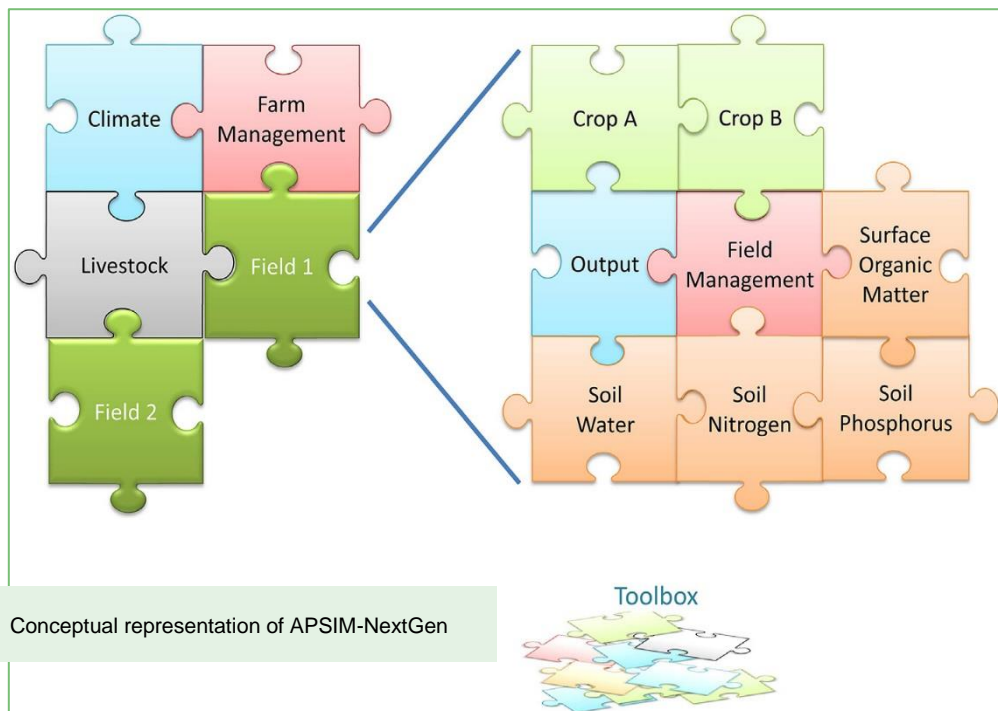 Climate
Farm
Management
Livestock
Field 1
Field 2
Crop A
Crop B
Output
Field
Management
Surface
Organic
Matter
Soil
Water
Soil
Nitrogen
Soil
Phosphorus
Conceptual representation of APSIM-NextGen
Toolbox